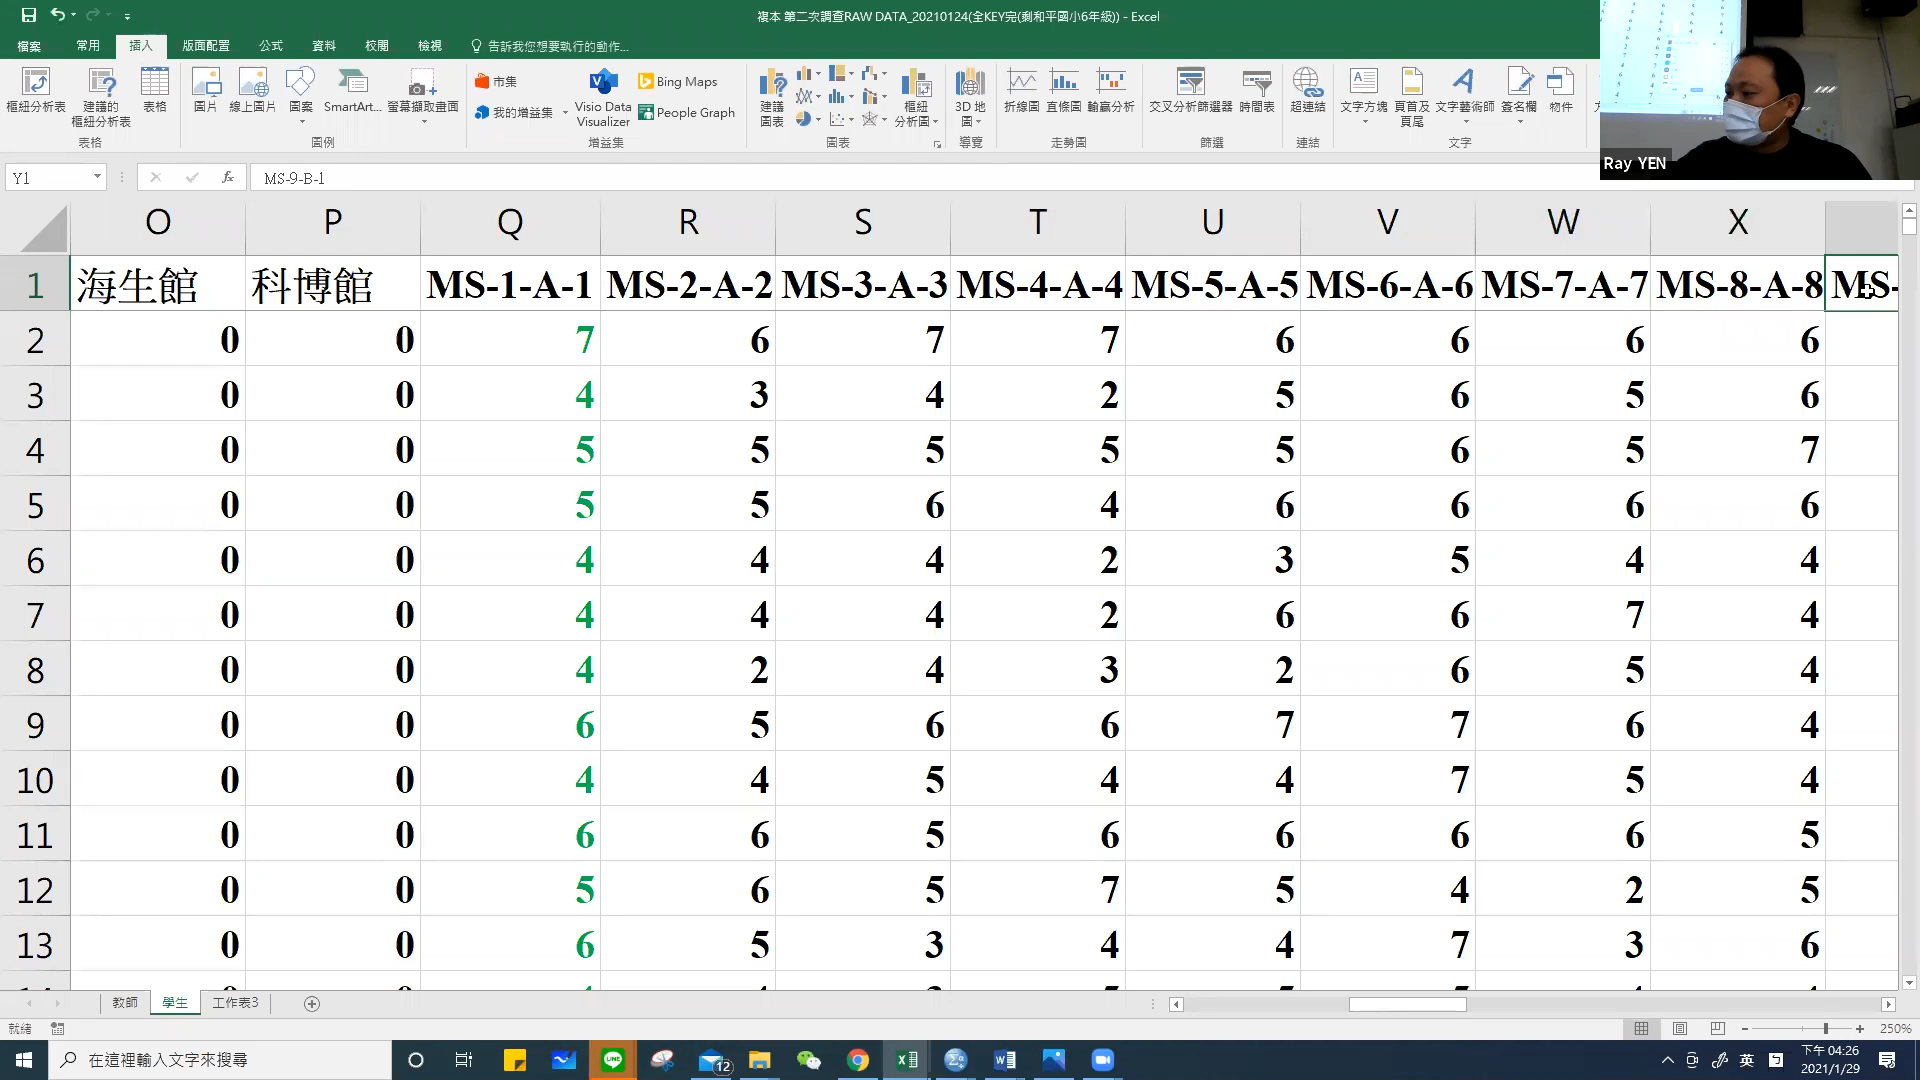 複本 第二次調查RAW DATA_20210124(全KEY完(剩和平國小6年級)) - Excel
檔案 常用 插入 版面配置 公式 資料 校閱 檢視 告訴我您想要執行的動作...
樞紐分析表 建議的樞紐分析表 表格 圖片 線上圖片 圖案 SmartArt... 螢幕擷取畫面 市集 我的增益集 Visio Data Visualizer Bing Maps People Graph 建議圖表 樞紐分析圖 3D 地圖 折線圖 直條圖 輸贏分析 交叉分析篩選器 時間表 超連結 文字方塊 頁首及頁尾 文字藝術師 簽名欄 物件
表格 圖例 增益集 圖表 導覽 走勢圖 篩選 連結 文字
Ray YEN
Y1 fx MS-9-B-1
O P Q R S T U V W X
1 海生館 科博館 MS-1-A-1 MS-2-A-2 MS-3-A-3 MS-4-A-4 MS-5-A-5 MS-6-A-6 MS-7-A-7 MS-8-A-8 MS-
2 0 0 7 6 7 7 6 6 6 6
3 0 0 4 3 4 2 5 6 5 6
4 0 0 5 5 5 5 5 6 5 7
5 0 0 5 5 6 4 6 6 6 6
6 0 0 4 4 4 2 3 5 4 4
7 0 0 4 4 4 2 6 6 7 4
8 0 0 4 2 4 3 2 6 5 4
9 0 0 6 5 6 6 7 7 6 4
10 0 0 4 4 5 4 4 7 5 4
11 0 0 6 6 5 6 6 6 6 5
12 0 0 5 6 5 7 5 4 2 5
13 0 0 6 5 3 4 4 7 3 6
教師 學生 工作表3
就緒 250%
在這裡輸入文字來搜尋 LINE 12 英 下午 04:26
2021/1/29